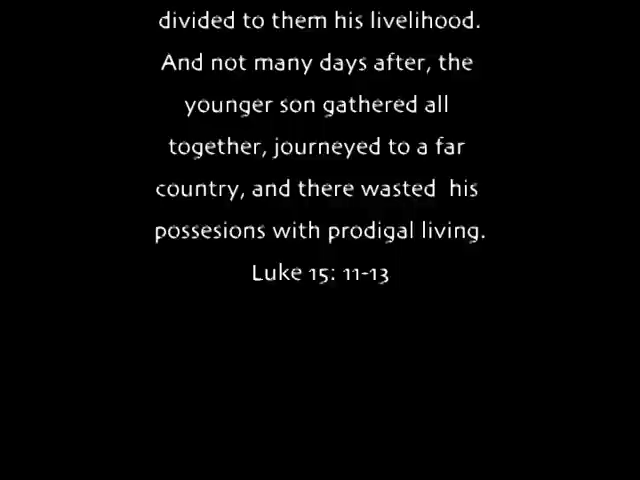 divided to them his livelihood.
And not many days after, the
younger son gathered all
together, journeyed to a far
country, and there wasted his
possesions with prodigal living.
Luke 15: 11-13